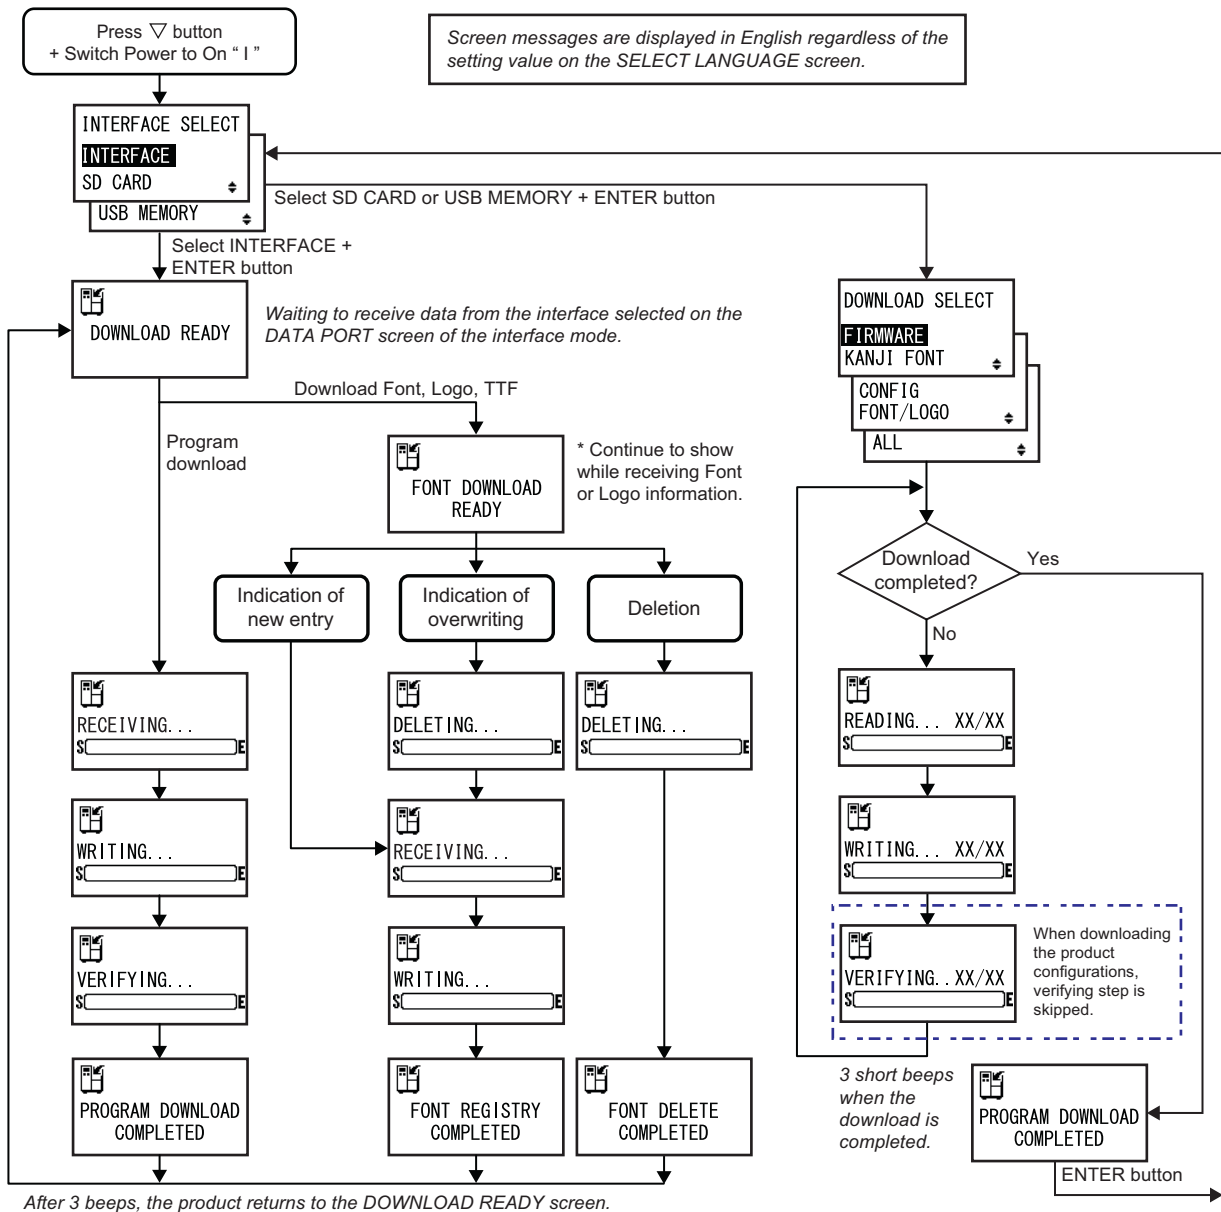 Press ▽ button
+ Switch Power to On “ I ”
Screen messages are displayed in English regardless of the
setting value on the SELECT LANGUAGE screen.
INTERFACE SELECT
INTERFACE
SD CARD
USB MEMORY
Select SD CARD or USB MEMORY + ENTER button
Select INTERFACE +
ENTER button
DOWNLOAD READY
Waiting to receive data from the interface selected on the
DATA PORT screen of the interface mode.
DOWNLOAD SELECT
FIRMWARE
KANJI FONT
CONFIG
FONT/LOGO
ALL
Download Font, Logo, TTF
Program
download
FONT DOWNLOAD
READY
* Continue to show
while receiving Font
or Logo information.
Download
completed?
Yes
No
Indication of
new entry
Indication of
overwriting
Deletion
RECEIVING...
S E
DELETING...
S E
DELETING...
S E
READING... XX/XX
S E
WRITING...
S E
RECEIVING...
S E
WRITING... XX/XX
S E
VERIFYING...
S E
WRITING...
S E
VERIFYING..XX/XX
S E
When downloading
the product
configurations,
verifying step is
skipped.
PROGRAM DOWNLOAD
COMPLETED
FONT REGISTRY
COMPLETED
FONT DELETE
COMPLETED
3 short beeps
when the
download is
completed.
PROGRAM DOWNLOAD
COMPLETED
ENTER button
After 3 beeps, the product returns to the DOWNLOAD READY screen.